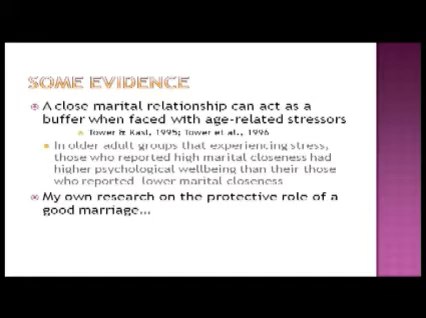 SOME EVIDENCE
A close marital relationship can act as a
buffer when faced with age-related stressors
Tower & Kasl, 1995; Tower et al., 1996
In older adult groups that experiencing stress,
those who reported high marital closeness had
higher psychological wellbeing than their those
who reported lower marital closeness
My own research on the protective role of a
good marriage...